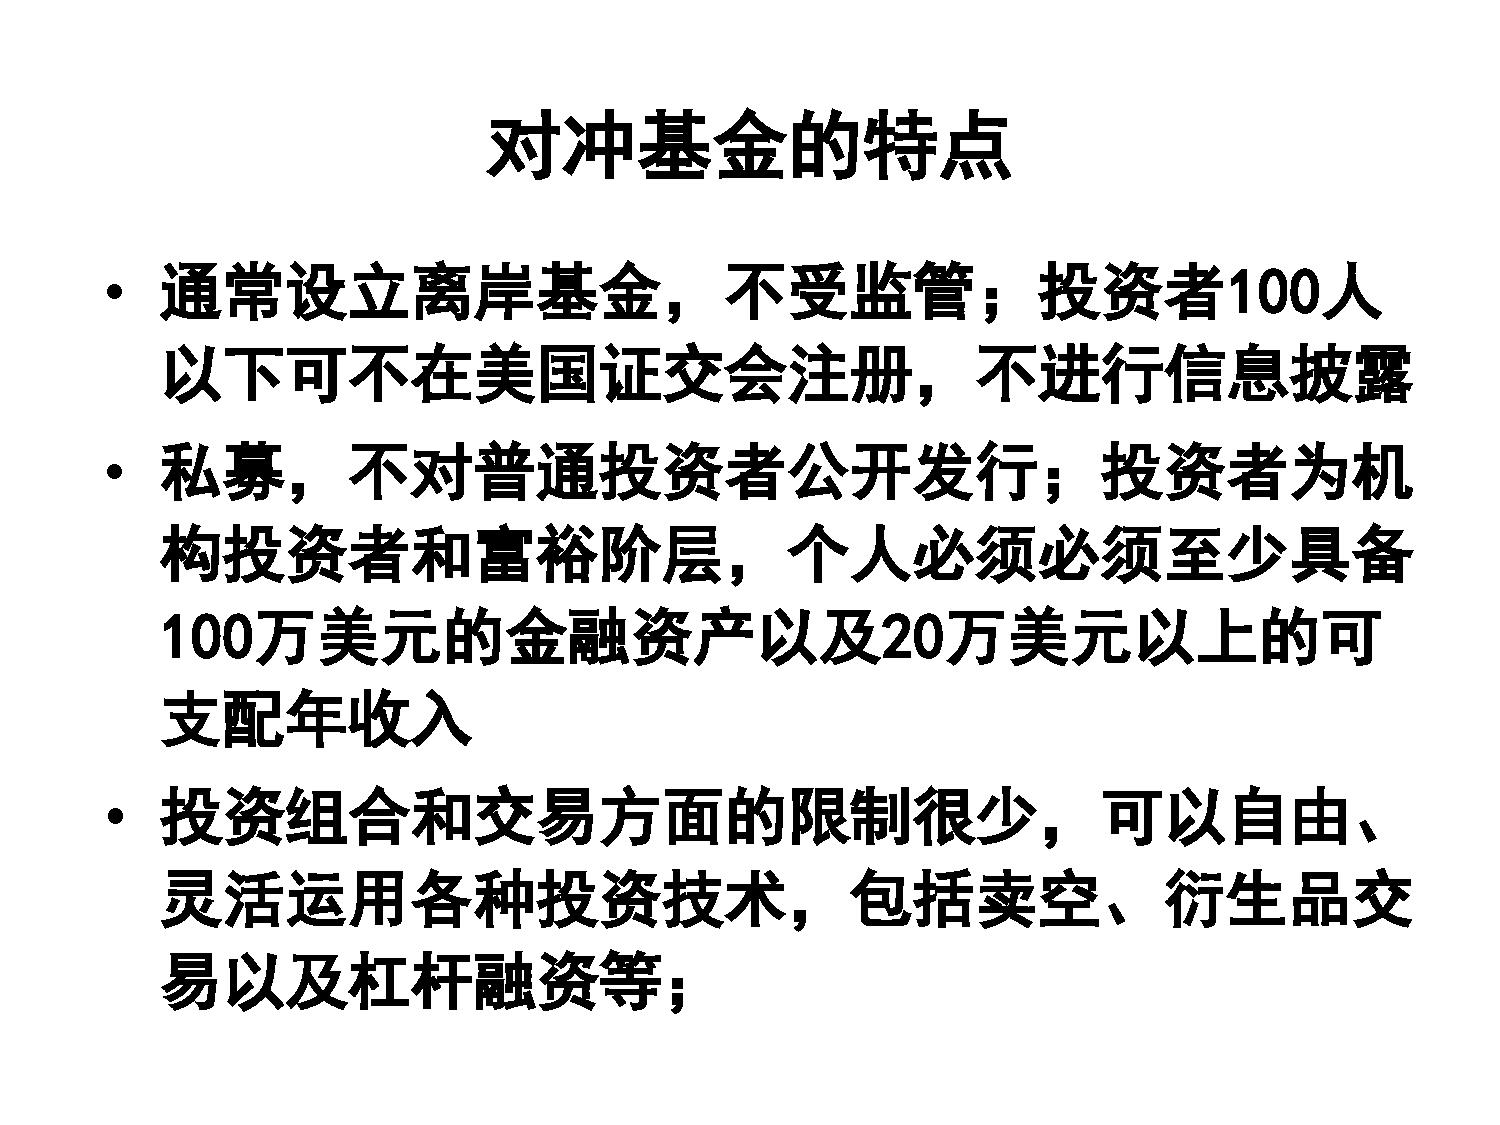 对冲基金的特点
• 通常设立离岸基金，不受监管；投资者100人
以下可不在美国证交会注册，不进行信息披露
• 私募，不对普通投资者公开发行；投资者为机
构投资者和富裕阶层，个人必须必须至少具备
100万美元的金融资产以及20万美元以上的可
支配年收入
• 投资组合和交易方面的限制很少，可以自由、
灵活运用各种投资技术，包括卖空、衍生品交
易以及杠杆融资等；